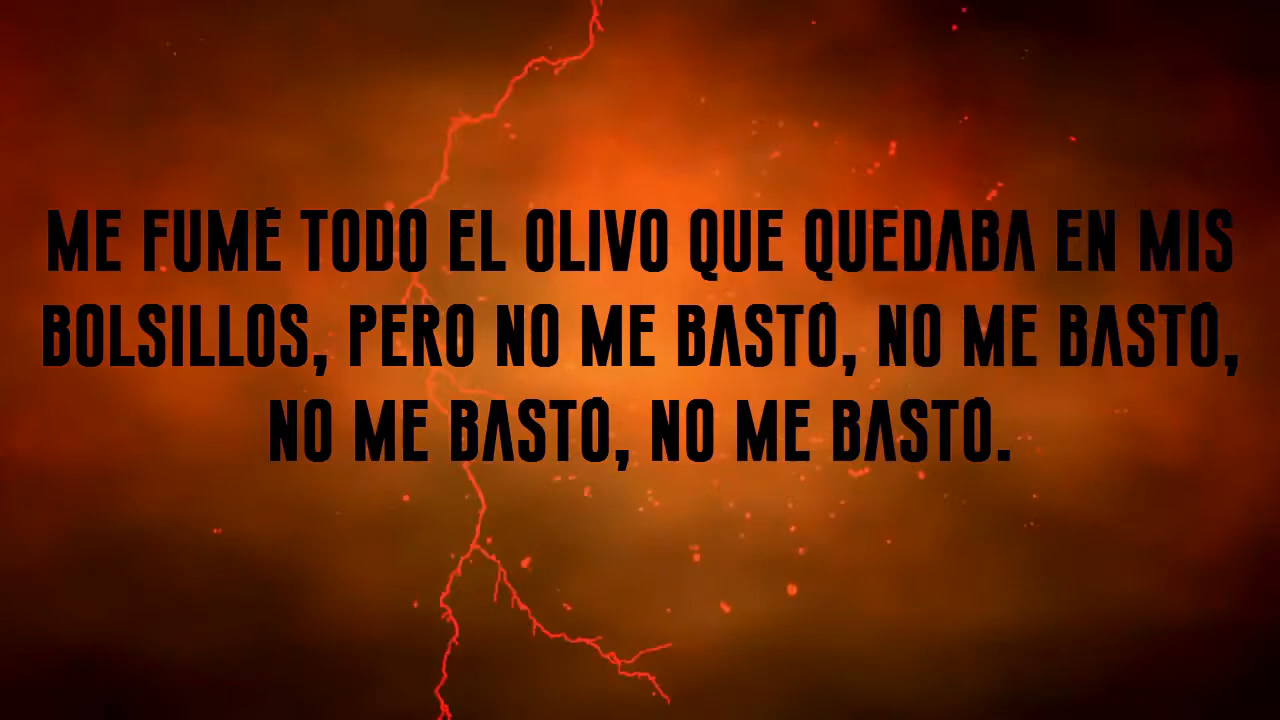 ME FUMÉ TODO EL OLIVO QUE QUEDABA EN MIS
BOLSILLOS, PERO NO ME BASTÓ, NO ME BASTÓ,
NO ME BASTÓ, NO ME BASTÓ.